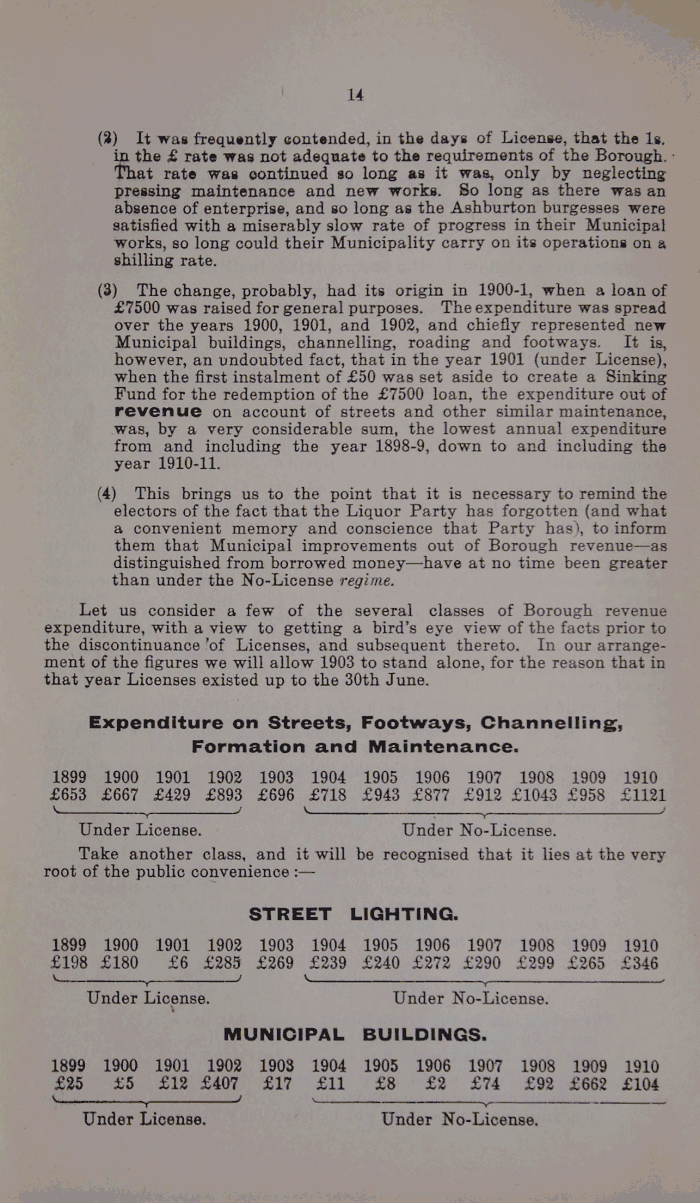 14
(2) It was frequently contended, in the days of License, that the 1s.
in the £ rate was not adequate to the requirements of the Borough.
That rate was continued so long as it was, only by neglecting
pressing maintenance and new works. So long as there was an
absence of enterprise, and so long as the Ashburton burgesses were
satisfied with a miserably slow rate of progress in their Municipal
works, so long could their Municipality carry on its operations on a
shilling rate.
(3) The change, probably, had its origin in 1900-1, when a loan of
£7500 was raised for general purposes. The expenditure was spread
over the years 1900, 1901, and 1902, and chiefly represented new
Municipal buildings, channelling, roading and footways. It is,
however, an undoubted fact, that in the year 1901 (under License),
when the first instalment of £50 was set aside to create a Sinking
Fund for the redemption of the £7500 loan, the expenditure out of
revenue on account of streets and other similar maintenance,
was, by a very considerable sum, the lowest annual expenditure
from and including the year 1898-9, down to and including the
year 1910-11.
(4) This brings us to the point that it is necessary to remind the
electors of the fact that the Liquor Party has forgotten (and what
a convenient memory and conscience that Party has), to inform
them that Municipal improvements out of Borough revenue—as
distinguished from borrowed money—have at no time been greater
than under the No-License regime.
Let us consider a few of the several classes of Borough revenue
expenditure, with a view to getting a bird's eye view of the facts prior to
the discontinuance of Licenses, and subsequent thereto. In our arrange-
ment of the figures we will allow 1903 to stand alone, for the reason that in
that year Licenses existed up to the 30th June.
Expenditure on Streets, Footways, Channelling,
Formation and Maintenance.
1899 1900 1901 1902 1903 1904 1905 1906 1907 1908 1909 1910
£653 £667 £429 £893 £696 £718 £943 £877 £912 £1043 £958 £1121
Under License. Under No-License.
Take another class, and it will be recognised that it lies at the very
root of the public convenience :—
STREET LIGHTING.
1899 1900 1901 1902 1903 1904 1905 1906 1907 1908 1909 1910
£198 £180 £6 £285 £269 £239 £240 £272 £290 £299 £265 £346
Under License. Under No-License.
MUNICIPAL BUILDINGS.
1899 1900 1901 1902 1903 1904 1905 1906 1907 1908 1909 1910
£25 £5 £12 £407 £17 £11 £8 £2 £74 £92 £662 £104
Under License. Under No-License.